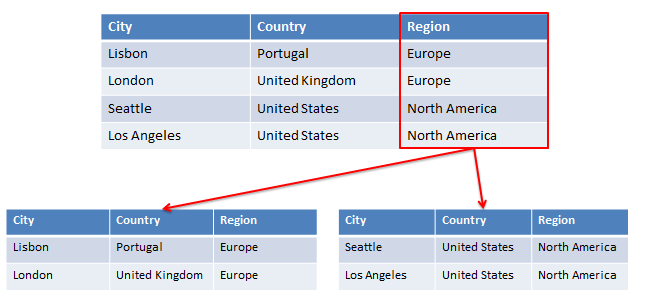 City Country Region
Lisbon Portugal Europe
London United Kingdom Europe
Seattle United States North America
Los Angeles United States North America
City Country Region
Lisbon Portugal Europe
London United Kingdom Europe
City Country Region
Seattle United States North America
Los Angeles United States North America